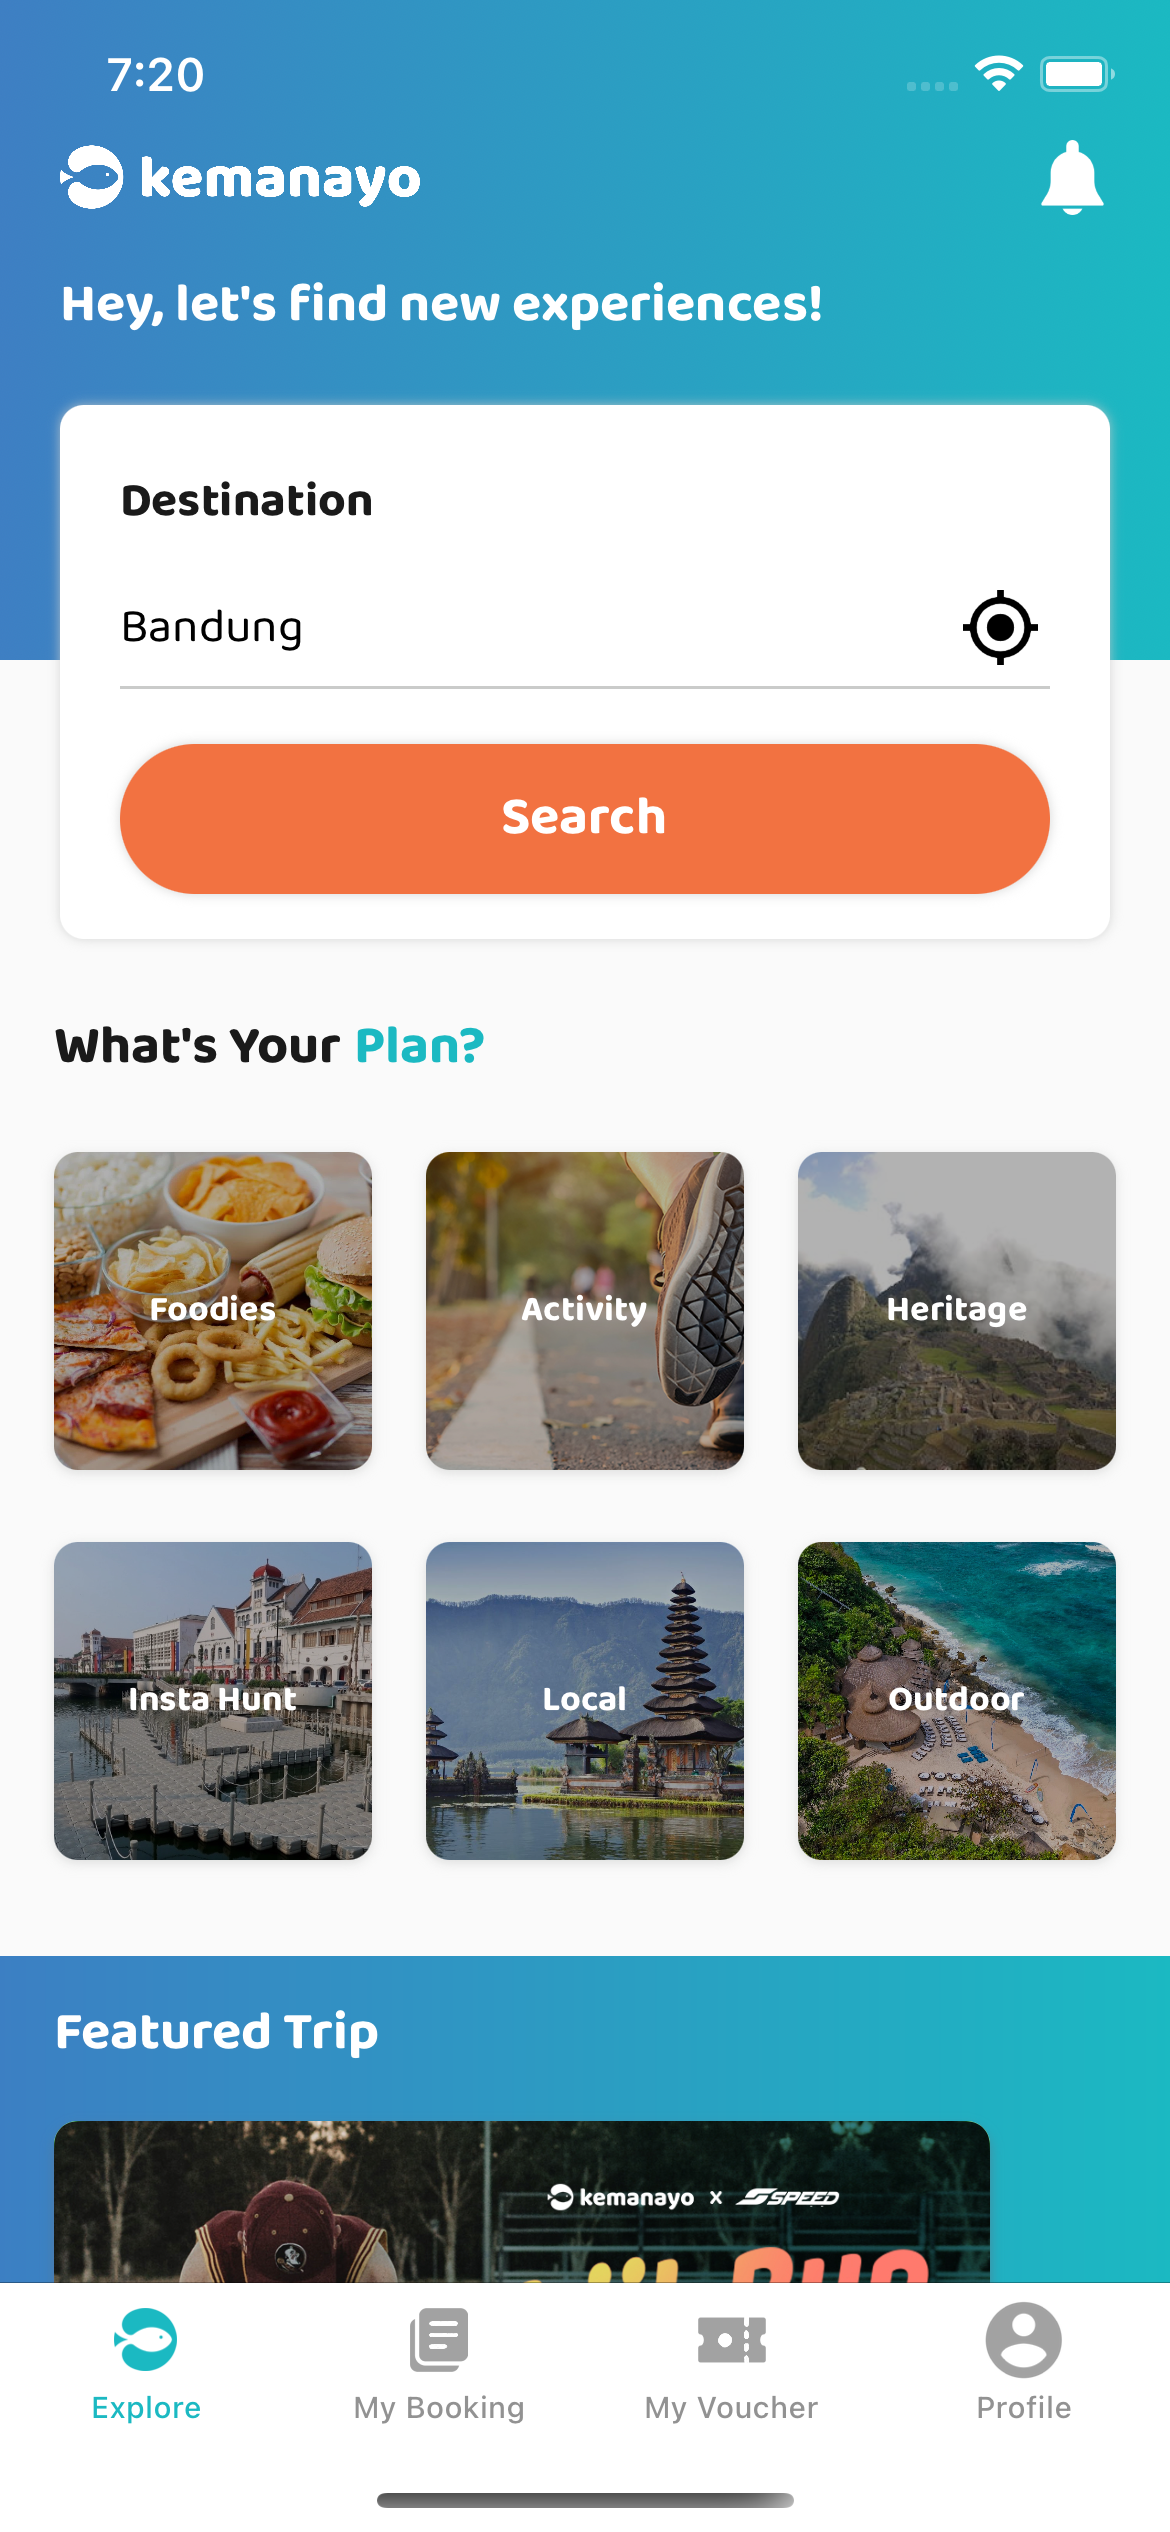 7:20
kemanayo
Hey, let's find new experiences!
Destination
Bandung
Search
What's Your Plan?
Foodies
Activity
Heritage
Insta Hunt
Local
Outdoor
Featured Trip
kemanayo x SPEED
Explore
My Booking
My Voucher
Profile